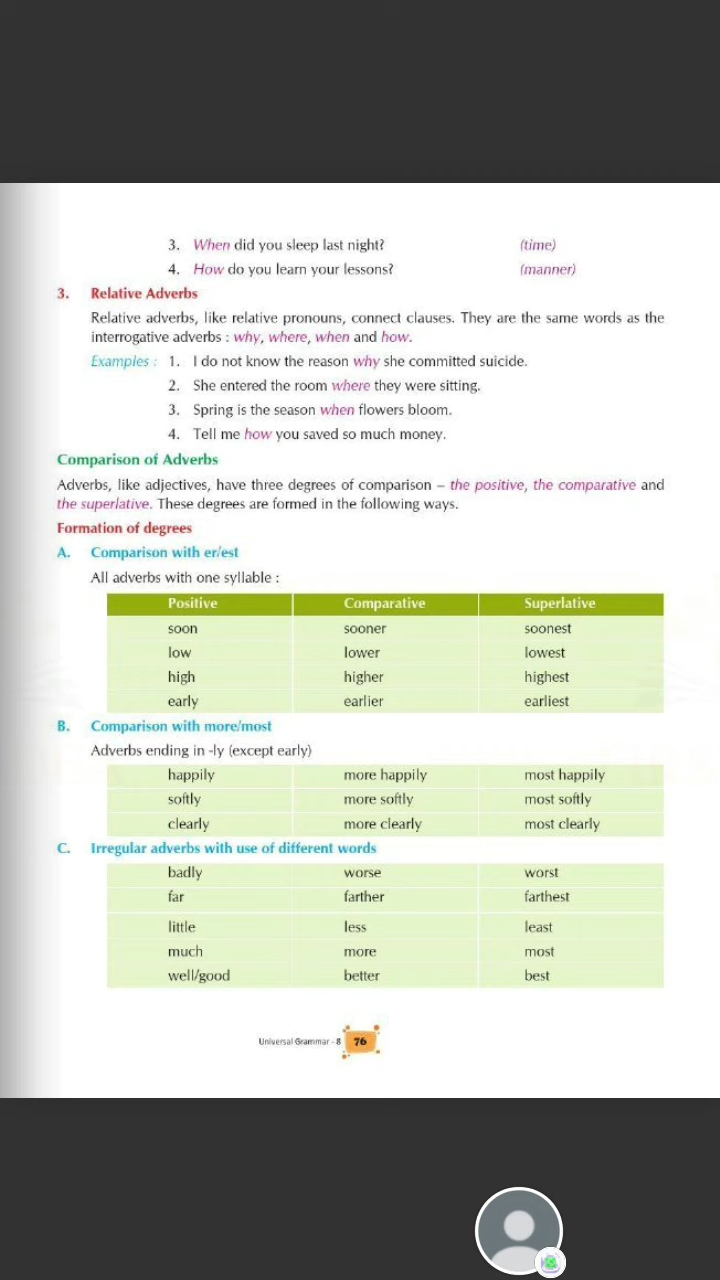 3. When did you sleep last night? (time)
4. How do you learn your lessons? (manner)
3. Relative Adverbs
Relative adverbs, like relative pronouns, connect clauses. They are the same words as the
interrogative adverbs : why, where, when and how.
Examples : 1. I do not know the reason why she committed suicide.
2. She entered the room where they were sitting.
3. Spring is the season when flowers bloom.
4. Tell me how you saved so much money.
Comparison of Adverbs
Adverbs, like adjectives, have three degrees of comparison – the positive, the comparative and
the superlative. These degrees are formed in the following ways.
Formation of degrees
A. Comparison with er/est
All adverbs with one syllable :
Positive Comparative Superlative
soon sooner soonest
low lower lowest
high higher highest
early earlier earliest
B. Comparison with more/most
Adverbs ending in -ly (except early)
happily more happily most happily
softly more softly most softly
clearly more clearly most clearly
C. Irregular adverbs with use of different words
badly worse worst
far farther farthest
little less least
much more most
well/good better best
Universal Grammar - 8 76